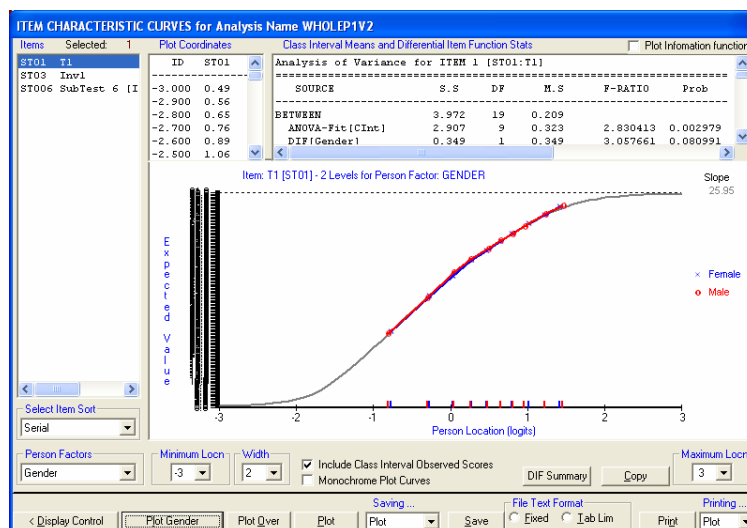 ITEM CHARACTERISTIC CURVES for Analysis Name WHOLEP1V2
Items Selected: 1
ST01 T1
ST03 Inv1
ST006 SubTest 6 [I
Plot Coordinates
ID ST01
-3.000 0.49
-2.900 0.56
-2.800 0.65
-2.700 0.76
-2.600 0.89
-2.500 1.06
Class Interval Means and Differential Item Function Stats
Plot Infomation function
Analysis of Variance for ITEM 1 [ST01:T1]
SOURCE S.S DF M.S F-RATIO Prob
BETWEEN 3.972 19 0.209
ANOVA-Fit[CInt] 2.907 9 0.323 2.830413 0.002979
DIF[Gender] 0.349 1 0.349 3.057661 0.080991
Item: T1 [ST01] - 2 Levels for Person Factor: GENDER
Slope
25.95
Expected Value
Female
Male
-3 -2 -1 0 1 2 3
Person Location (logits)
Select Item Sort
Serial
Person Factors
Gender
Minimum Locn
-3
Width
2
Include Class Interval Observed Scores
Monochrome Plot Curves
DIF Summary
Copy
Maximum Locn
3
< Display Control
Plot Gender
Plot Over
Plot
Saving ...
Plot
Save
File Text Format
Fixed
Tab Lim
Print
Printing ...
Plot